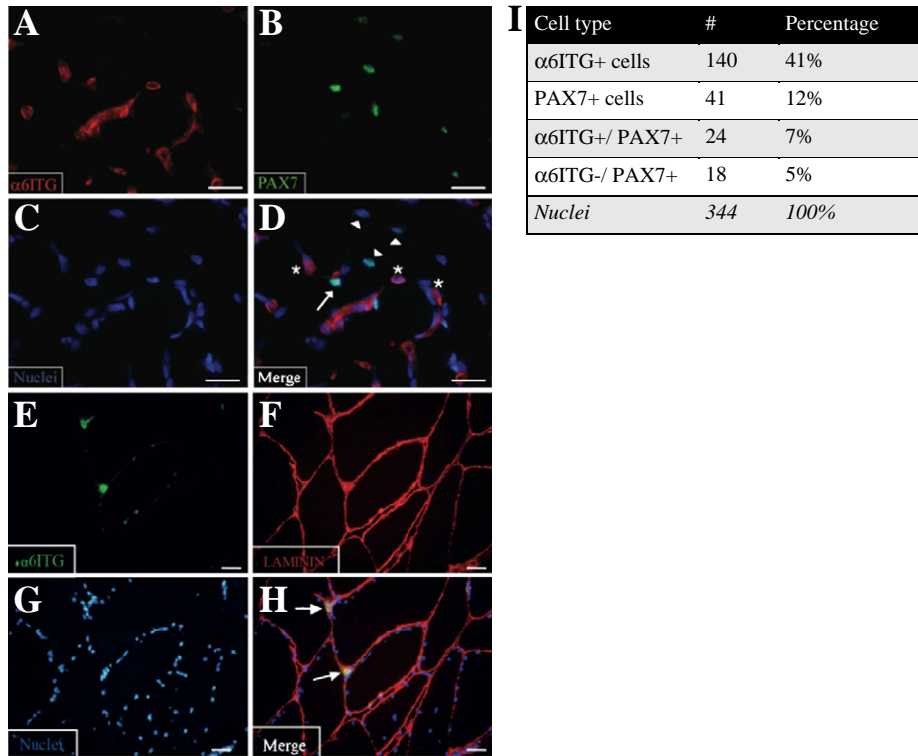 A
α6ITG
B
PAX7
C
Nuclei
D
* * *
Merge
E
α6ITG
F
LAMININ
G
Nuclei
H
Merge
I
Cell type # Percentage
α6ITG+ cells 140 41%
PAX7+ cells 41 12%
α6ITG+/ PAX7+ 24 7%
α6ITG-/ PAX7+ 18 5%
Nuclei 344 100%